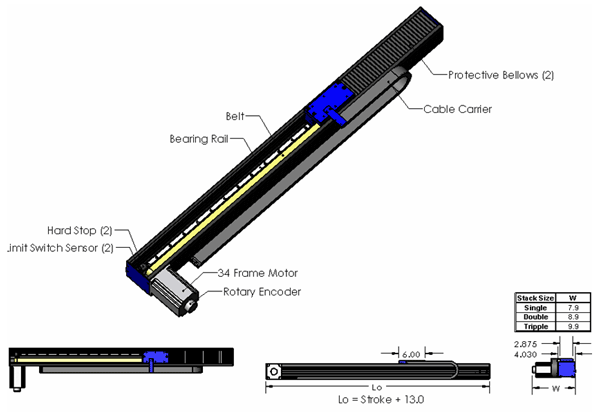 Protective Bellows (2)
Cable Carrier
Belt
Bearing Rail
Hard Stop (2)
Limit Switch Sensor (2)
34 Frame Motor
Rotary Encoder
Stack Size W
Single 7.9
Double 8.9
Tripple 9.9
2.875
4.030
6.00
Lo
W
Lo = Stroke + 13.0